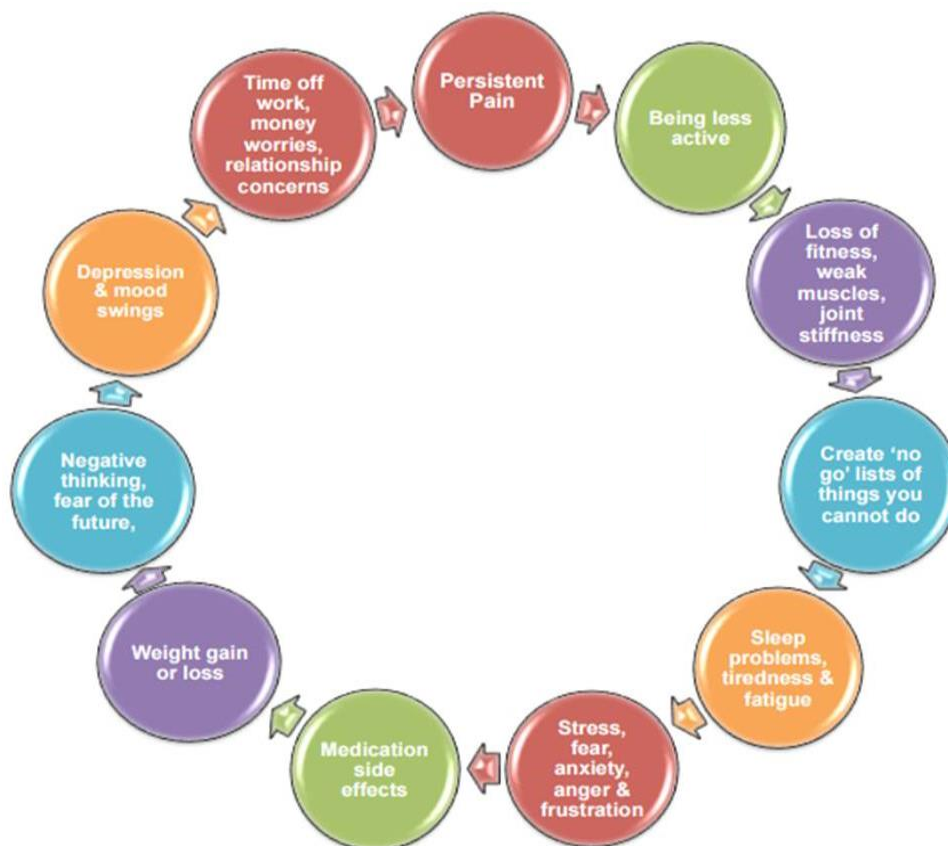 Persistent
Pain
Being less
active
Loss of
fitness,
weak
muscles,
joint
stiffness
Create ‘no
go’ lists of
things you
cannot do
Sleep
problems,
tiredness &
fatigue
Stress,
fear,
anxiety,
anger &
frustration
Medication
side
effects
Weight gain
or loss
Negative
thinking,
fear of the
future,
Depression
& mood
swings
Time off
work,
money
worries,
relationship
concerns